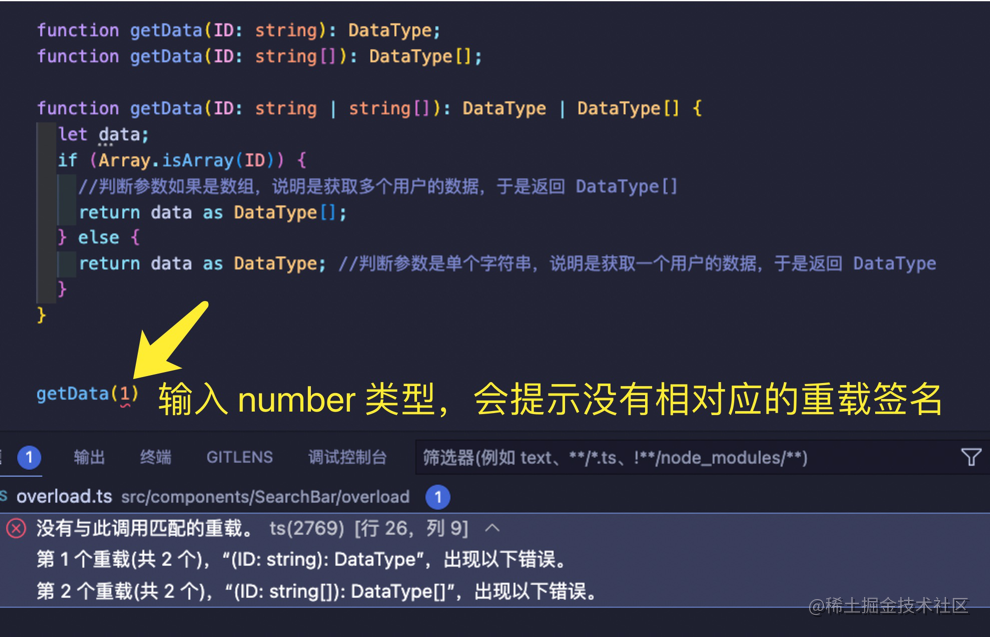 function getData(ID: string): DataType;
function getData(ID: string[]): DataType[];
function getData(ID: string | string[]): DataType | DataType[] {
let data;
if (Array.isArray(ID)) {
//判断参数如果是数组，说明是获取多个用户的数据，于是返回 DataType[]
return data as DataType[];
} else {
return data as DataType; //判断参数是单个字符串，说明是获取一个用户的数据，于是返回 DataType
}
}
getData(1) 输入 number 类型，会提示没有相对应的重载签名
1 输出 终端 GITLENS 调试控制台 筛选器(例如 text、**/*.ts、!**/node_modules/**)
overload.ts src/components/SearchBar/overload 1
没有与此调用匹配的重载。 ts(2769) [行 26，列 9]
第 1 个重载(共 2 个)，“(ID: string): DataType”，出现以下错误。
第 2 个重载(共 2 个)，“(ID: string[]): DataType[]”，出现以下错误。
@稀土掘金技术社区